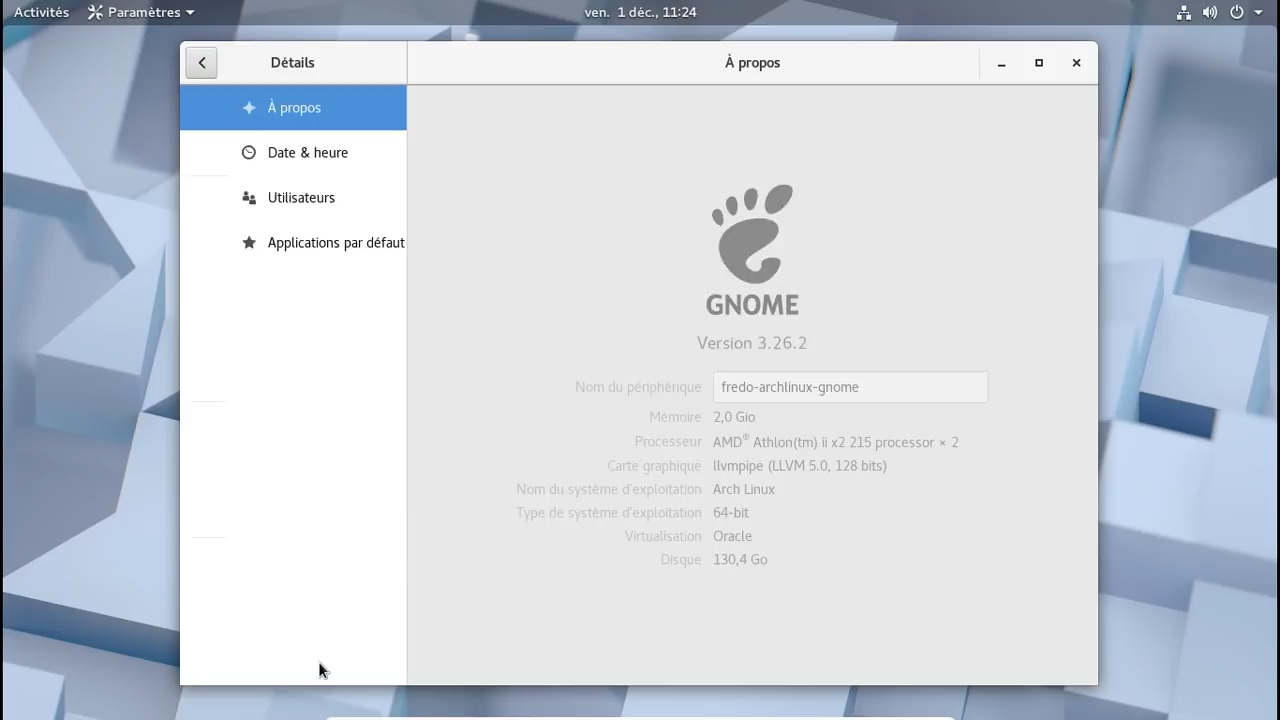 Activités
Paramètres
ven. 1 déc., 11:24
Détails
À propos
À propos
Date & heure
Utilisateurs
Applications par défaut
GNOME
Version 3.26.2
Nom du périphérique fredo-archlinux-gnome
Mémoire 2,0 Gio
Processeur AMD® Athlon(tm) ii x2 215 processor × 2
Carte graphique llvmpipe (LLVM 5.0, 128 bits)
Nom du système d'exploitation Arch Linux
Type de système d'exploitation 64-bit
Virtualisation Oracle
Disque 130,4 Go